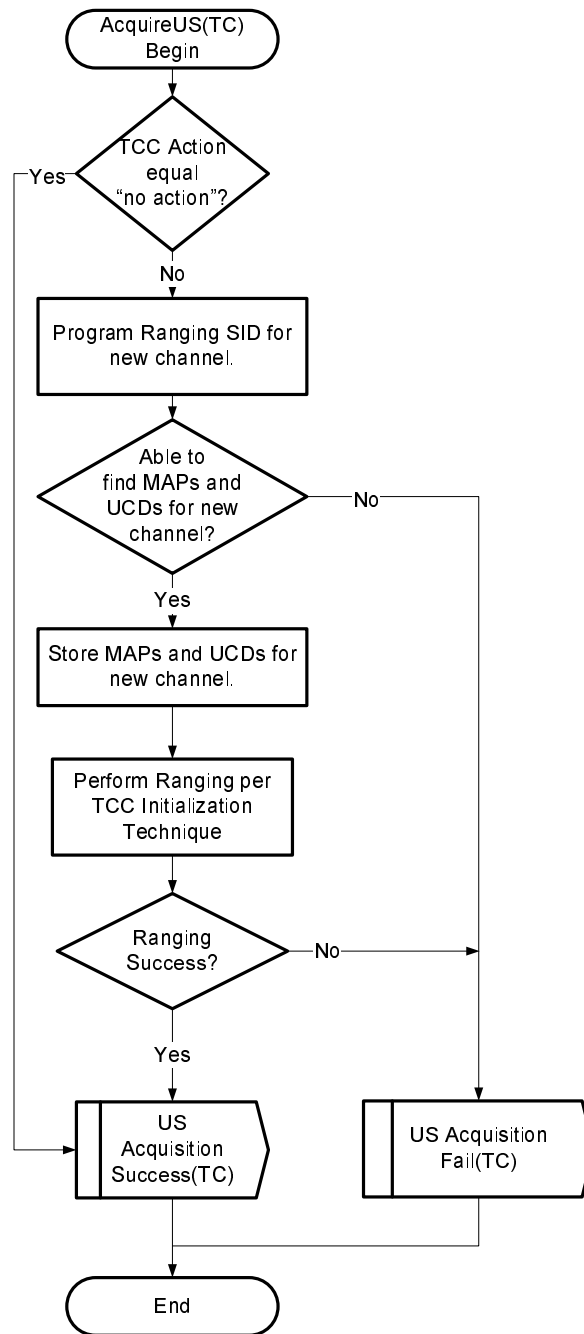 AcquireUS(TC)
Begin
TCC Action
equal
“no action”?
Yes
No
Program Ranging SID for
new channel.
Able to
find MAPs and
UCDs for new
channel?
No
Yes
Store MAPs and UCDs for
new channel.
Perform Ranging per
TCC Initialization
Technique
Ranging
Success?
No
Yes
US
Acquisition
Success(TC)
US Acquisition
Fail(TC)
End